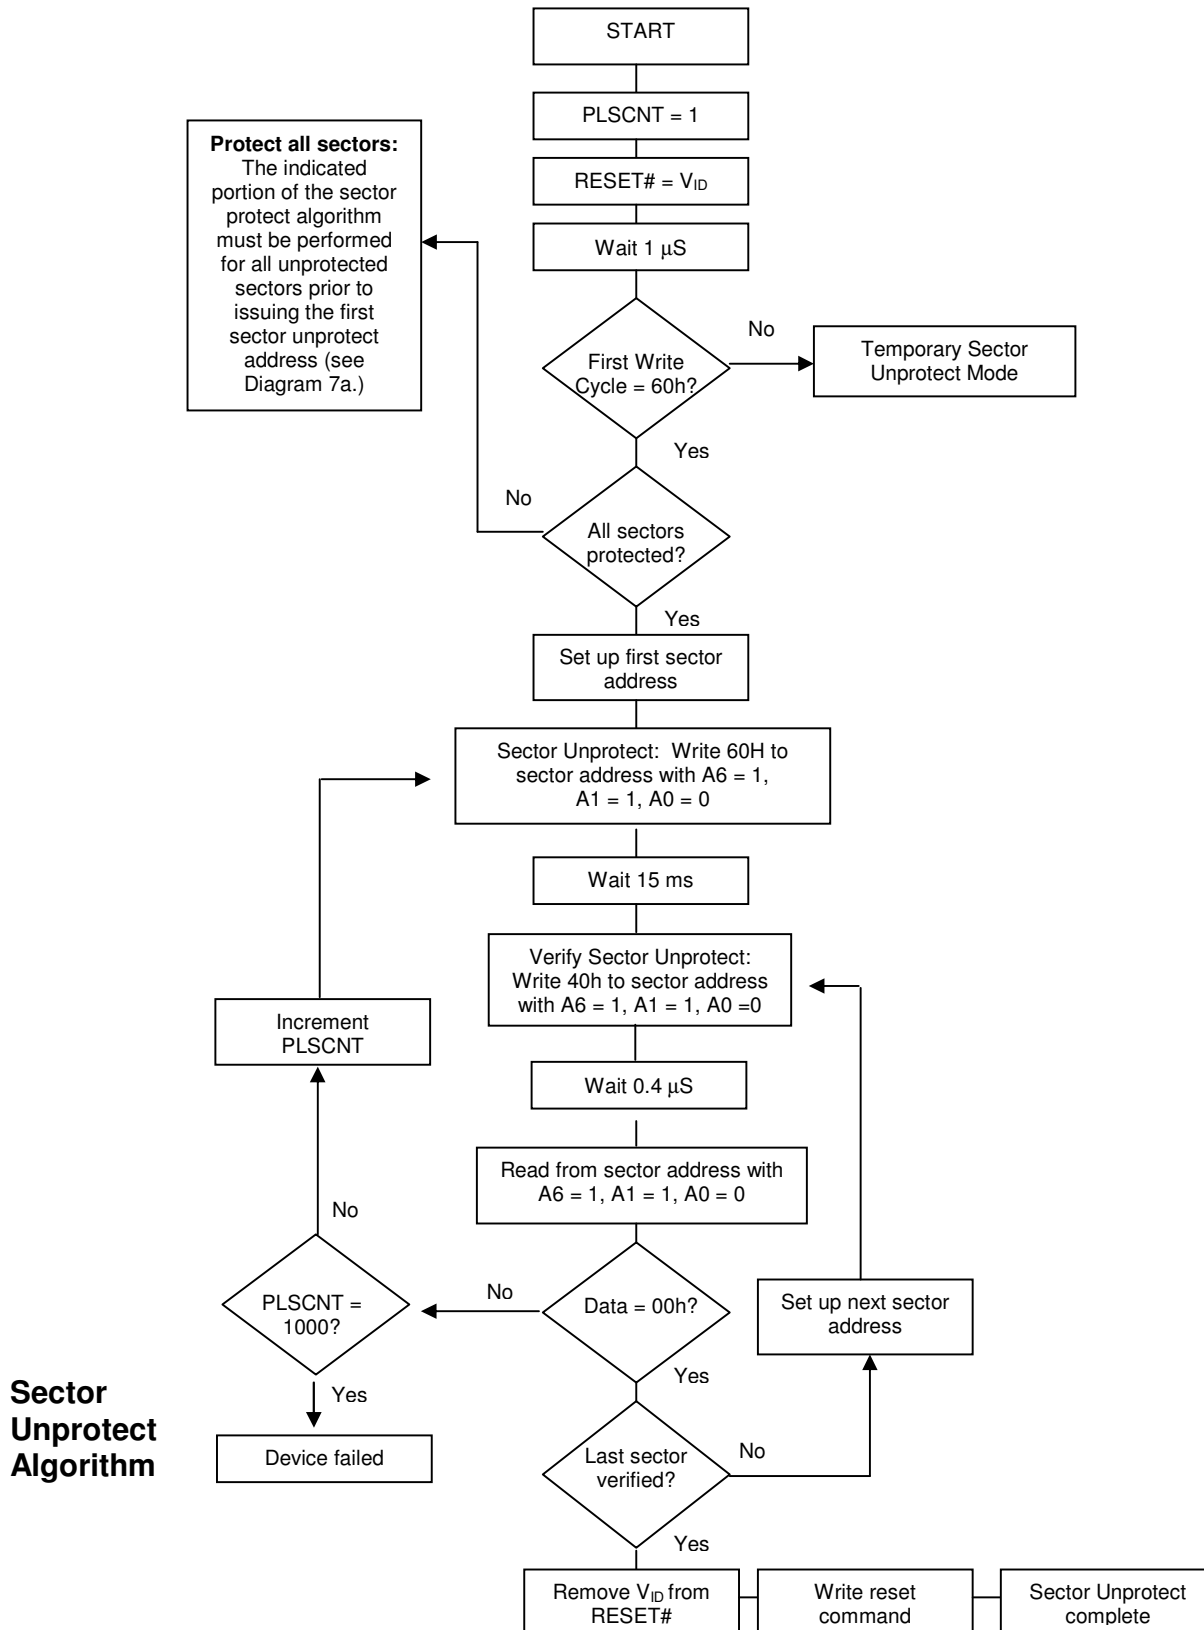 START
PLSCNT = 1
RESET# = VID
Wait 1 μS
Protect all sectors:
The indicated
portion of the sector
protect algorithm
must be performed
for all unprotected
sectors prior to
issuing the first
sector unprotect
address (see
Diagram 7a.)
First Write
Cycle = 60h?
No
Temporary Sector
Unprotect Mode
Yes
No
All sectors
protected?
Yes
Set up first sector
address
Sector Unprotect:  Write 60H to
sector address with A6 = 1,
A1 = 1, A0 = 0
Wait 15 ms
Verify Sector Unprotect:
Write 40h to sector address
with A6 = 1, A1 = 1, A0 =0
Increment
PLSCNT
Wait 0.4 μS
Read from sector address with
A6 = 1, A1 = 1, A0 = 0
No
PLSCNT =
1000?
No
Data = 00h?
Set up next sector
address
Yes
Yes
Device failed
Sector
Unprotect
Algorithm
Last sector
verified?
No
Yes
Remove VID from
RESET#
Write reset
command
Sector Unprotect
complete